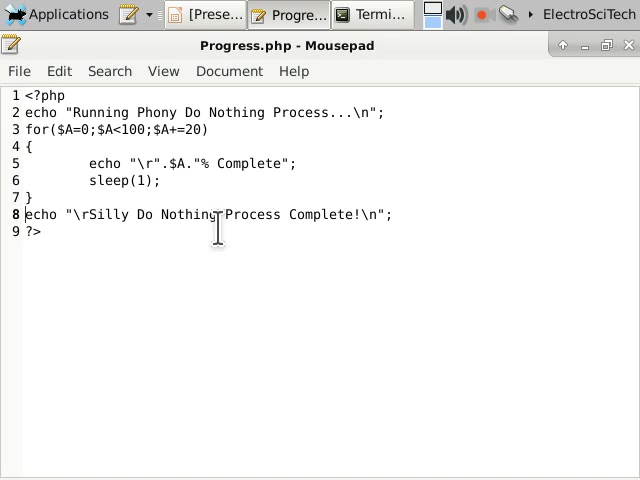 Applications [Prese... Progre... Termi... ElectroSciTech
Progress.php - Mousepad
File Edit Search View Document Help
1 <?php
2 echo "Running Phony Do Nothing Process...\n";
3 for($A=0;$A<100;$A+=20)
4 {
5         echo "\r".$A."% Complete";
6         sleep(1);
7 }
8 echo "\rSilly Do Nothing Process Complete!\n";
9 ?>